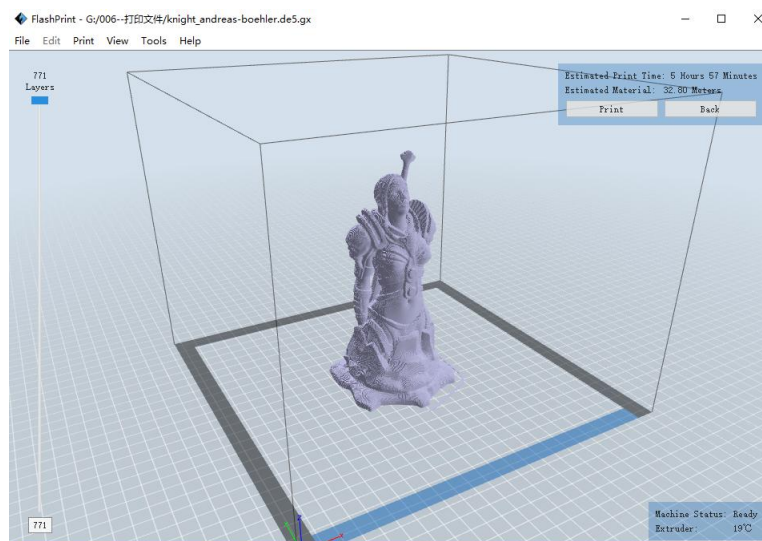 FlashPrint - G:/006--打印文件/knight_andreas-boehler.de5.gx
File Edit Print View Tools Help
771
Layers
Estimated Print Time: 5 Hours 57 Minutes
Estimated Material: 32.80 Meters
Print Back
771
Machine Status: Ready
Extruder: 19℃